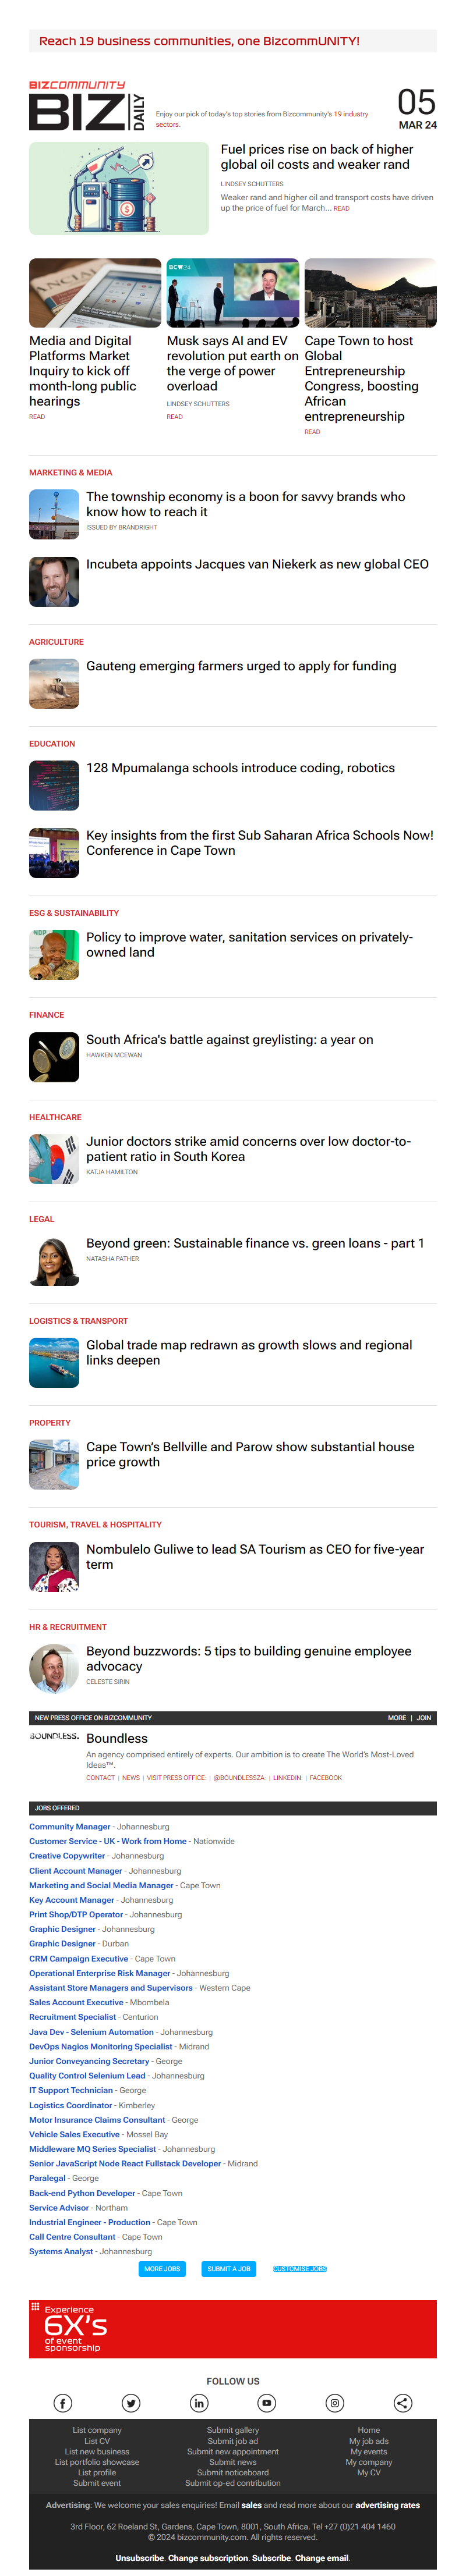 Reach 19 business communities, one BizcommUNITY!
BIZCOMMUNITY
BIZ DAILY
Enjoy our pick of today's top stories from Bizcommunity's 19 industry
sectors.
05
MAR 24
Fuel prices rise on back of higher
global oil costs and weaker rand
LINDSEY SCHUTTERS
Weaker rand and higher oil and transport costs have driven
up the price of fuel for March... READ
BCW24
Media and Digital
Platforms Market
Inquiry to kick off
month-long public
hearings
READ
Musk says AI and EV
revolution put earth on
the verge of power
overload
LINDSEY SCHUTTERS
READ
Cape Town to host
Global
Entrepreneurship
Congress, boosting
African
entrepreneurship
READ
MARKETING & MEDIA
The township economy is a boon for savvy brands who
know how to reach it
ISSUED BY BRANDRIGHT
Incubeta appoints Jacques van Niekerk as new global CEO
AGRICULTURE
Gauteng emerging farmers urged to apply for funding
EDUCATION
128 Mpumalanga schools introduce coding, robotics
Key insights from the first Sub Saharan Africa Schools Now!
Conference in Cape Town
ESG & SUSTAINABILITY
Policy to improve water, sanitation services on privately-
owned land
FINANCE
South Africa's battle against greylisting: a year on
HAWKEN MCEWAN
HEALTHCARE
Junior doctors strike amid concerns over low doctor-to-
patient ratio in South Korea
KATJA HAMILTON
LEGAL
Beyond green: Sustainable finance vs. green loans - part 1
NATASHA PATHER
LOGISTICS & TRANSPORT
Global trade map redrawn as growth slows and regional
links deepen
PROPERTY
Cape Town's Bellville and Parow show substantial house
price growth
TOURISM, TRAVEL & HOSPITALITY
Nombulelo Guliwe to lead SA Tourism as CEO for five-year
term
HR & RECRUITMENT
Beyond buzzwords: 5 tips to building genuine employee
advocacy
CELESTE SIRIN
NEW PRESS OFFICE ON BIZCOMMUNITY MORE | JOIN
BOUNDLESS.
Boundless
An agency comprised entirely of experts. Our ambition is to create The World's Most-Loved
Ideas™.
CONTACT | NEWS | VISIT PRESS OFFICE | @BOUNDLESSZA | LINKEDIN | FACEBOOK
JOBS OFFERED
Community Manager - Johannesburg
Customer Service - UK - Work from Home - Nationwide
Creative Copywriter - Johannesburg
Client Account Manager - Johannesburg
Marketing and Social Media Manager - Cape Town
Key Account Manager - Johannesburg
Print Shop/DTP Operator - Johannesburg
Graphic Designer - Johannesburg
Graphic Designer - Durban
CRM Campaign Executive - Cape Town
Operational Enterprise Risk Manager - Johannesburg
Assistant Store Managers and Supervisors - Western Cape
Sales Account Executive - Mbombela
Recruitment Specialist - Centurion
Java Dev - Selenium Automation - Johannesburg
DevOps Nagios Monitoring Specialist - Midrand
Junior Conveyancing Secretary - George
Quality Control Selenium Lead - Johannesburg
IT Support Technician - George
Logistics Coordinator - Kimberley
Motor Insurance Claims Consultant - George
Vehicle Sales Executive - Mossel Bay
Middleware MQ Series Specialist - Johannesburg
Senior JavaScript Node React Fullstack Developer - Midrand
Paralegal - George
Back-end Python Developer - Cape Town
Service Advisor - Northam
Industrial Engineer - Production - Cape Town
Call Centre Consultant - Cape Town
Systems Analyst - Johannesburg
MORE JOBS SUBMIT A JOB CUSTOMISE JOBS
Experience
6X's
of event
sponsorship
FOLLOW US
List company
List CV
List new business
List portfolio showcase
List profile
Submit event
Submit gallery
Submit job ad
Submit new appointment
Submit news
Submit noticeboard
Submit op-ed contribution
Home
My job ads
My events
My company
My CV
Advertising: We welcome your sales enquiries! Email sales and read more about our advertising rates
3rd Floor, 62 Roeland St, Gardens, Cape Town, 8001, South Africa. Tel +27 (0)21 404 1460
© 2024 bizcommunity.com. All rights reserved.
Unsubscribe. Change subscription. Subscribe. Change email.